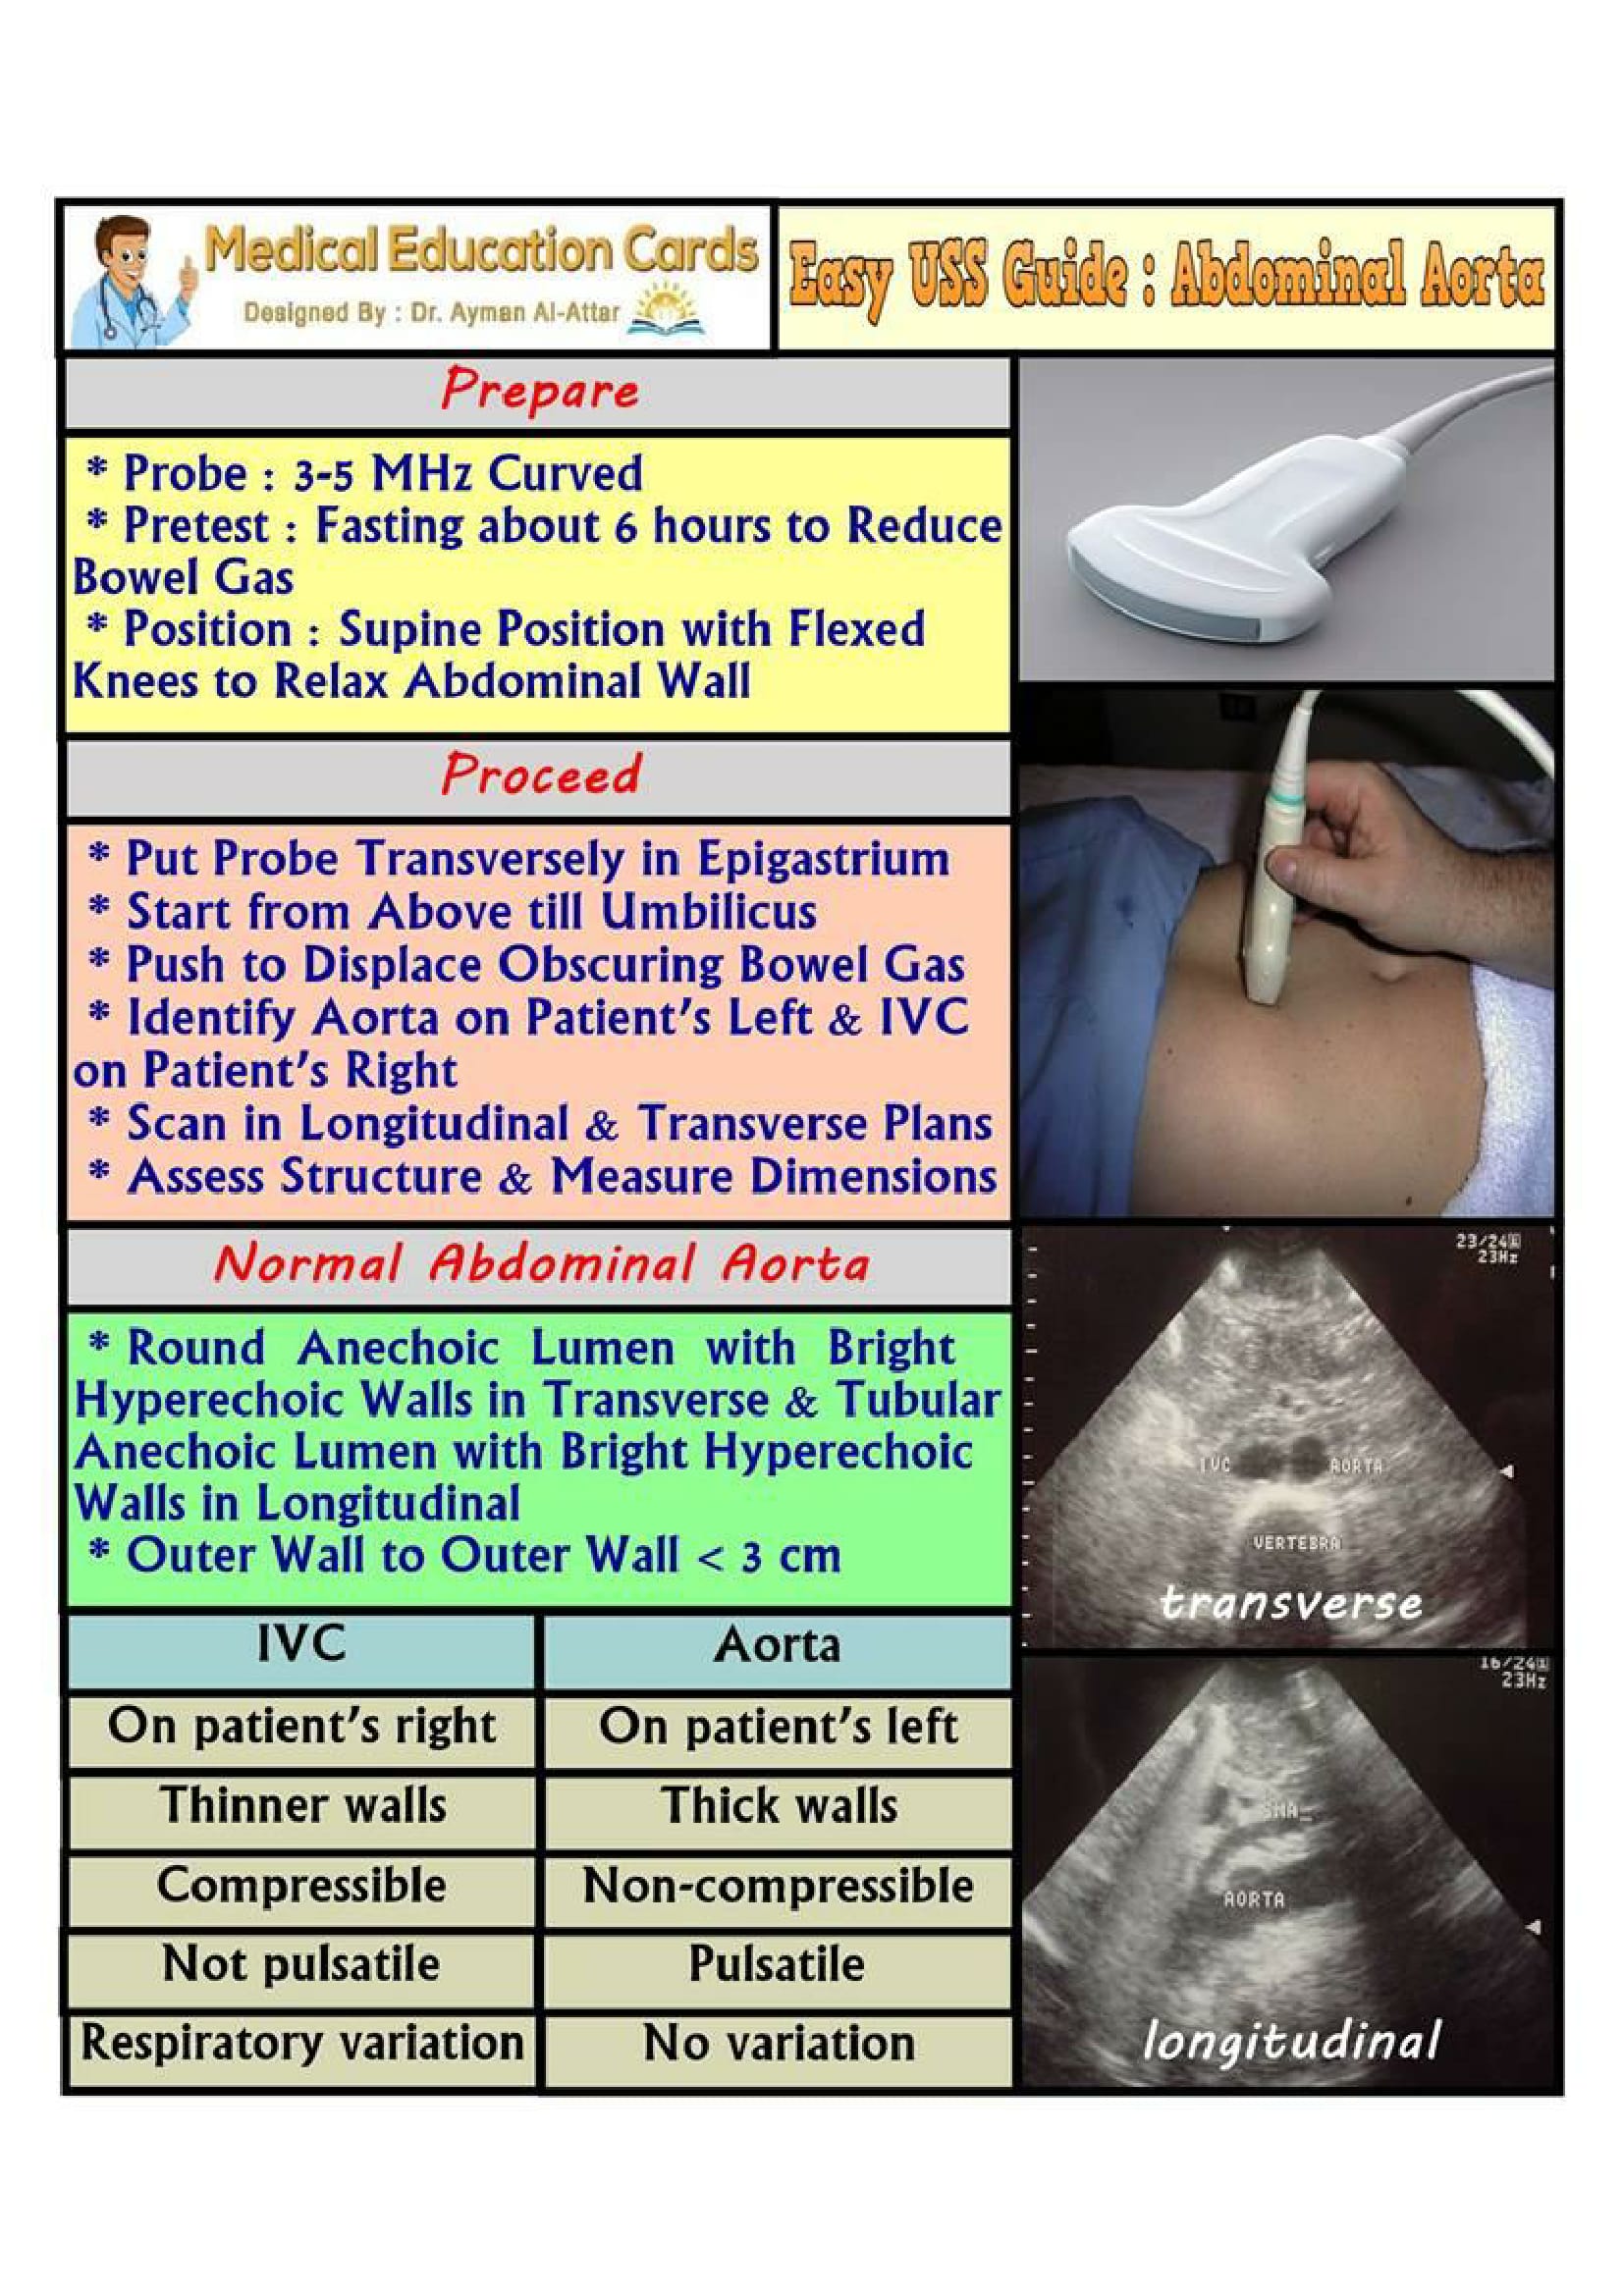 Medical Education Cards
Designed By : Dr. Ayman Al-Attar
Easy USS Guide : Abdominal Aorta
Prepare
* Probe : 3-5 MHz Curved
* Pretest : Fasting about 6 hours to Reduce
Bowel Gas
* Position : Supine Position with Flexed
Knees to Relax Abdominal Wall
Proceed
* Put Probe Transversely in Epigastrium
* Start from Above till Umbilicus
* Push to Displace Obscuring Bowel Gas
* Identify Aorta on Patient's Left & IVC
on Patient's Right
* Scan in Longitudinal & Transverse Plans
* Assess Structure & Measure Dimensions
Normal Abdominal Aorta
* Round Anechoic Lumen with Bright
Hyperechoic Walls in Transverse & Tubular
Anechoic Lumen with Bright Hyperechoic
Walls in Longitudinal
* Outer Wall to Outer Wall < 3 cm
IVC
Aorta
On patient's right
On patient's left
Thinner walls
Thick walls
Compressible
Non-compressible
Not pulsatile
Pulsatile
Respiratory variation
No variation
23/24
23Hz
IVC
AORTA
VERTEBRA
transverse
16/24
23Hz
SMA
AORTA
longitudinal